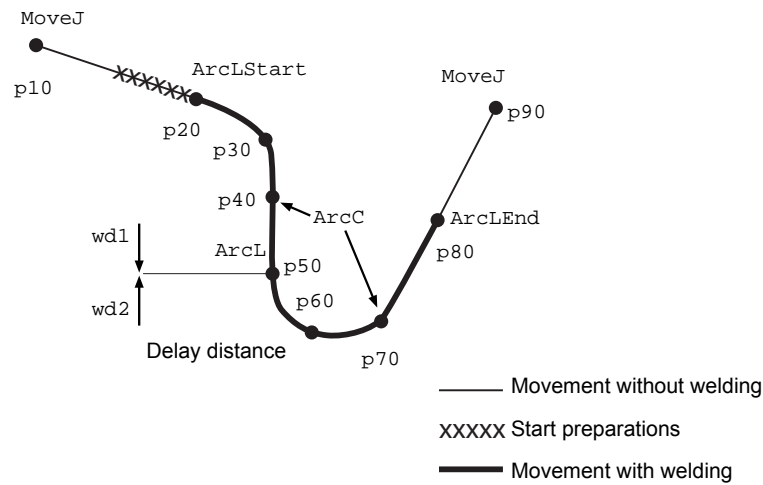 MoveJ
p10
ArcLStart
p20
p30
MoveJ
p90
p40
ArcC
ArcLEnd
p80
wd1
ArcL
p50
wd2
p60
Delay distance
p70
Movement without welding
xxxxx Start preparations
Movement with welding
xxxxxx